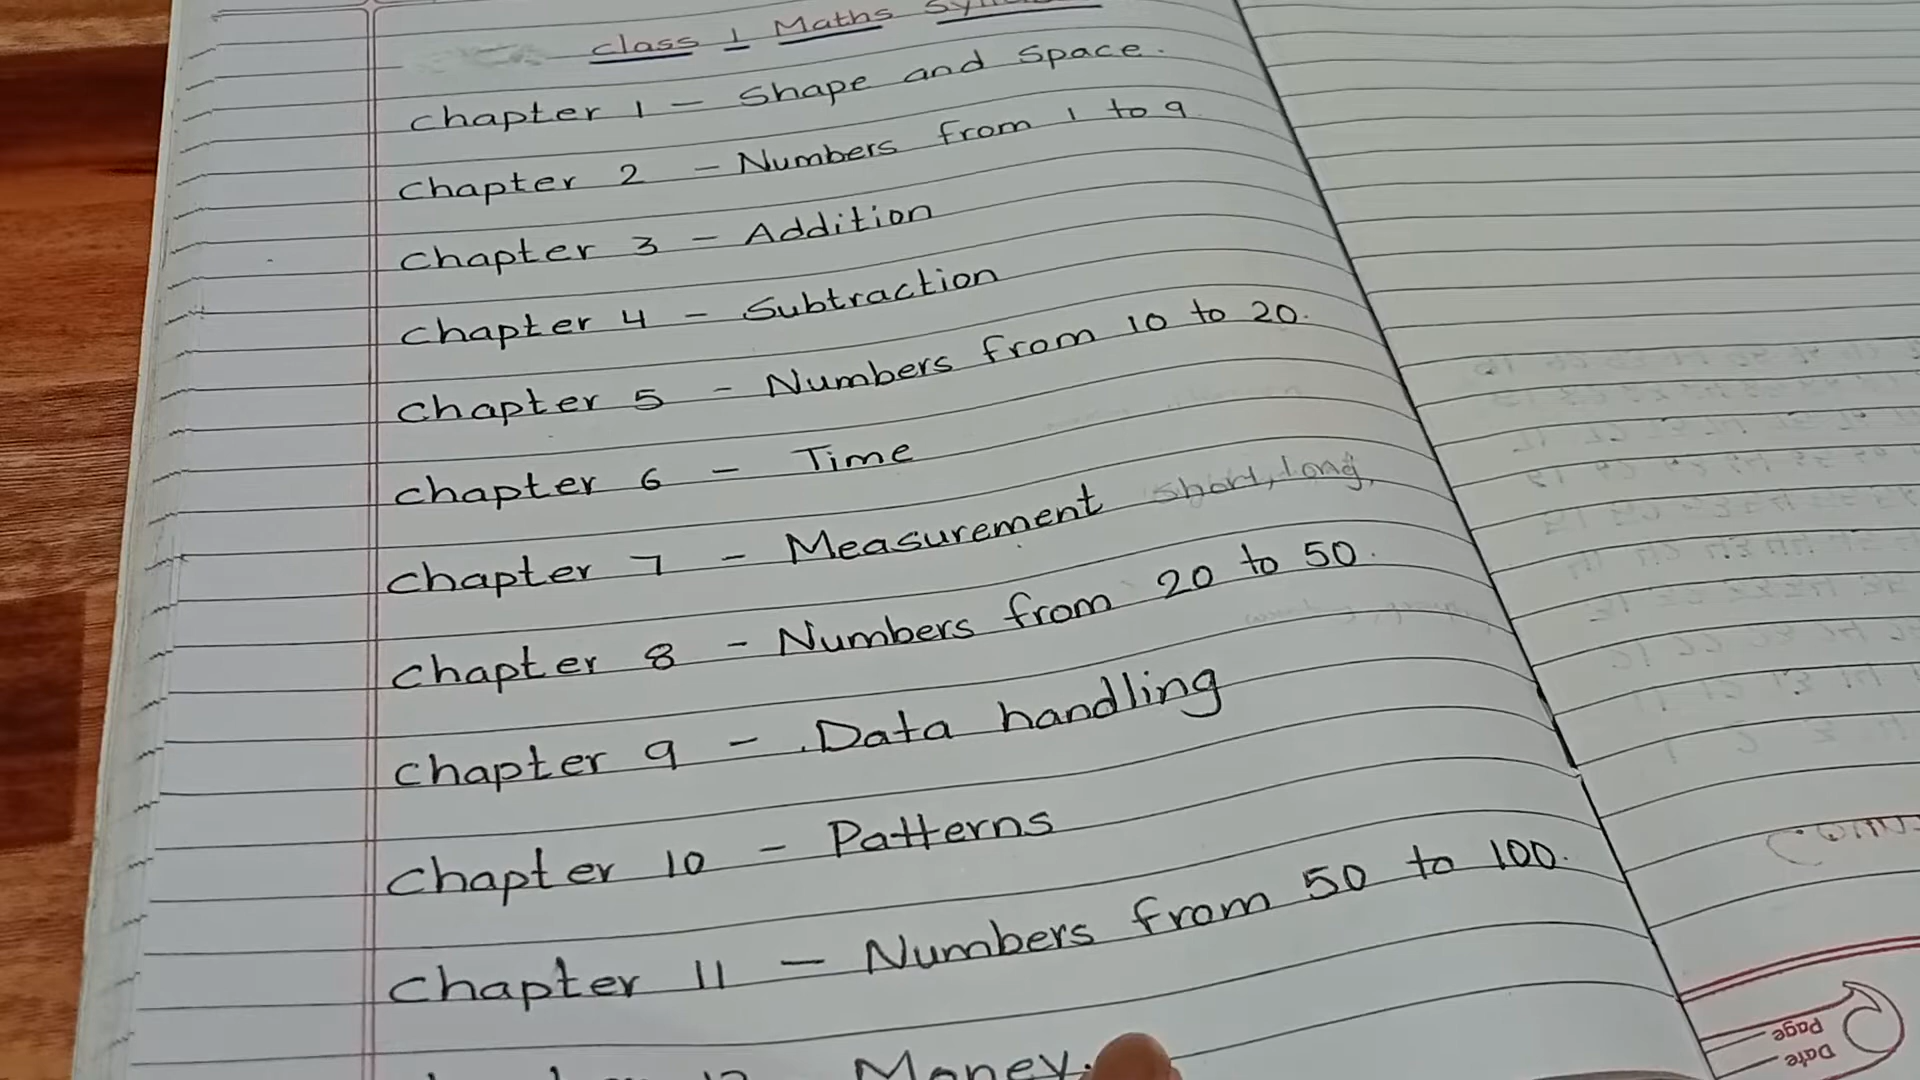 Class 1 Maths
Chapter 1 - Shape and Space.
Chapter 2 - Numbers from 1 to 9
Chapter 3 - Addition
Chapter 4 - Subtraction
Chapter 5 - Numbers from 10 to 20.
Chapter 6 - Time
Chapter 7 - Measurement short, long,
Chapter 8 - Numbers from 20 to 50.
Chapter 9 - Data handling
Chapter 10 - Patterns
Chapter 11 - Numbers from 50 to 100.
Money.
Page
Date